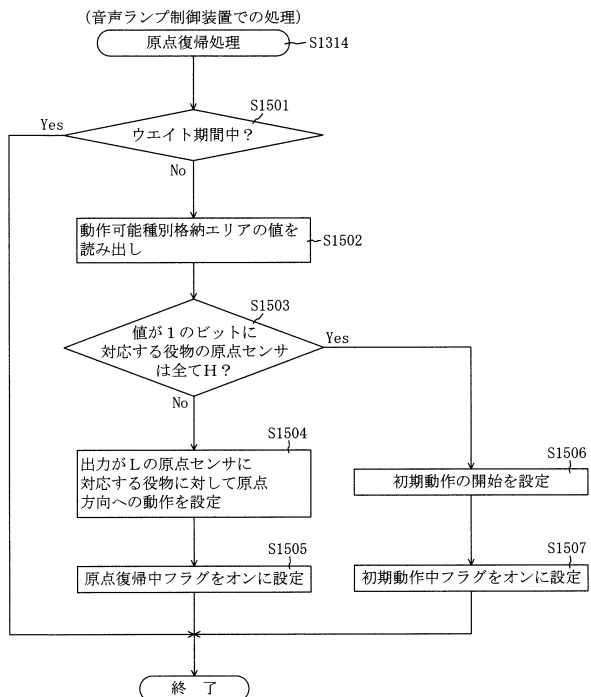 (音声ランプ制御装置での処理)
原点復帰処理
S1314
S1501
Yes
ウエイト期間中?
No
動作可能種別格納エリアの値を
読み出し
S1502
S1503
値が1のビットに
対応する役物の原点センサ
は全てH?
Yes
No
S1504
出力がLの原点センサに
対応する役物に対して原点
方向への動作を設定
S1506
初期動作の開始を設定
S1505
原点復帰中フラグをオンに設定
S1507
初期動作中フラグをオンに設定
終 了